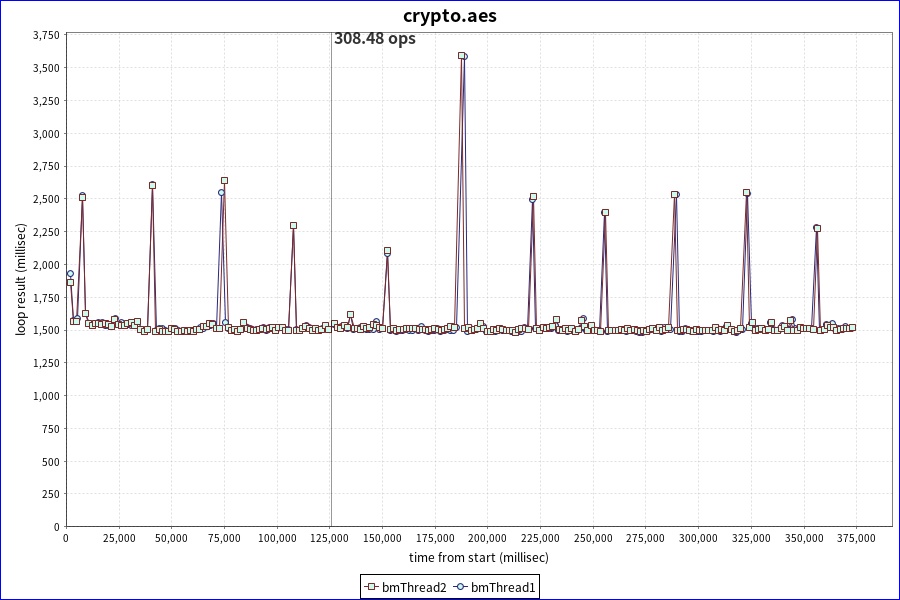 crypto.aes
308.48 ops
3,750
3,500
3,250
3,000
2,750
2,500
2,250
2,000
1,750
1,500
1,250
1,000
750
500
250
0
loop result (millisec)
0 25,000 50,000 75,000 100,000 125,000 150,000 175,000 200,000 225,000 250,000 275,000 300,000 325,000 350,000 375,000
time from start (millisec)
bmThread2 bmThread1